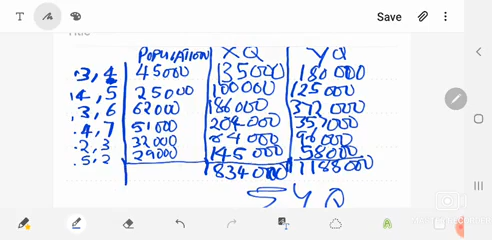 Save
POPULATION XQ YQ
.3,4 45000 135000 180000
.4,5 25000 100000 125000
.3,6 62000 186000 372000
.4,7 51000 204000 357000
.2,3 32000 64000 96000
.5,2 29000 145000 58000
834000 1188000